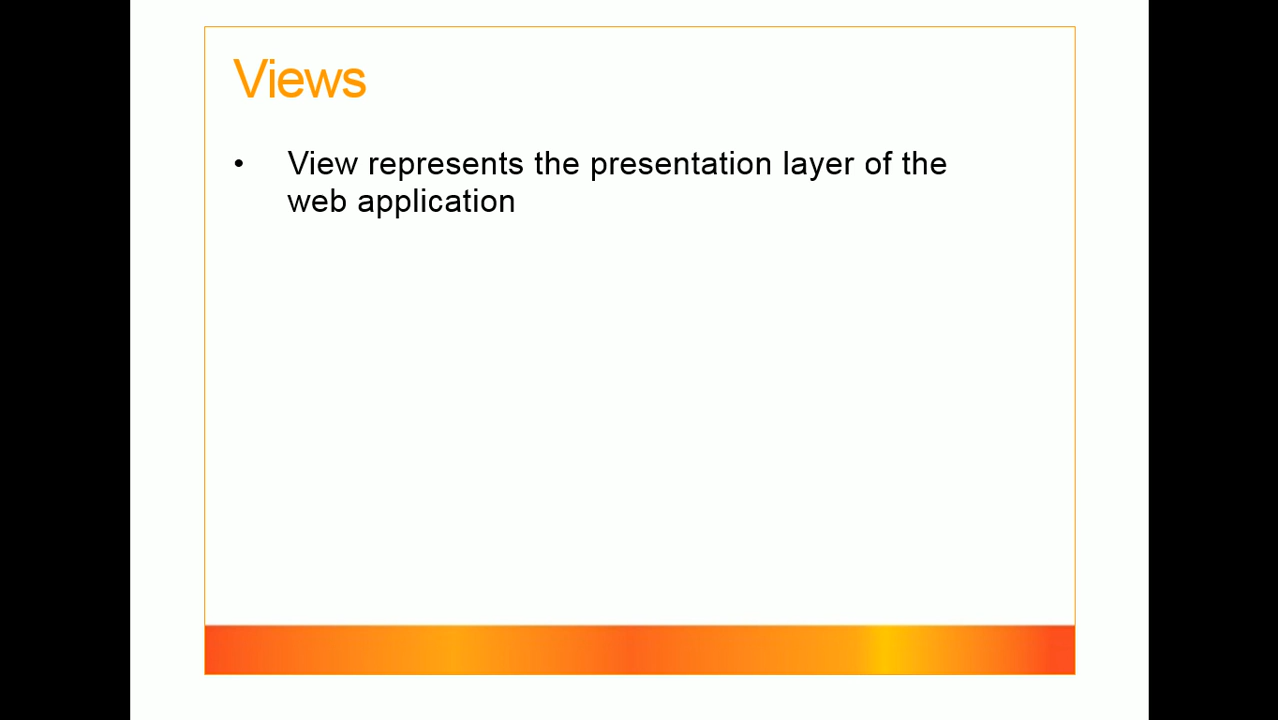 Views
• View represents the presentation layer of the
web application